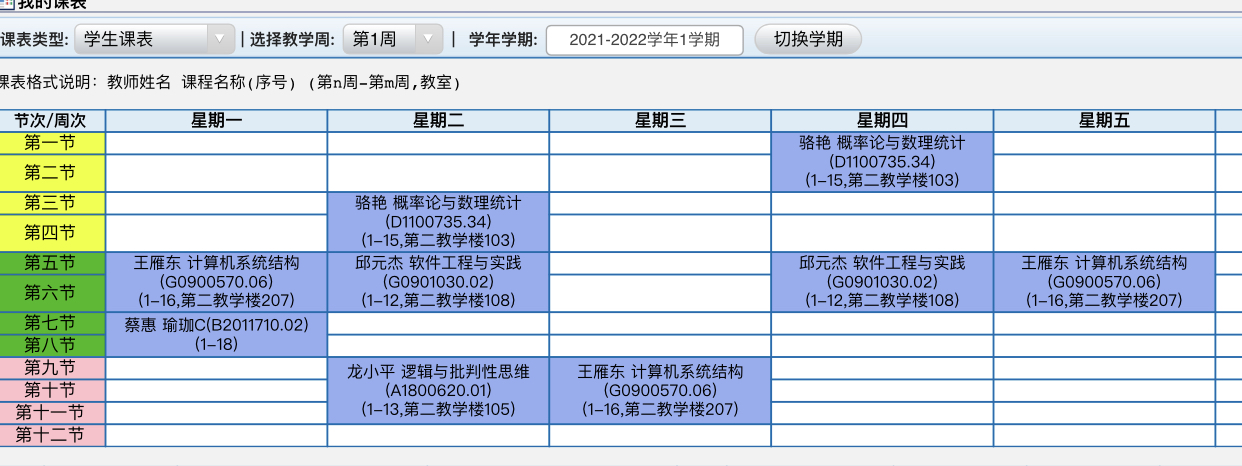 我的课表
课表类型: 学生课表 | 选择教学周: 第1周 | 学年学期: 2021-2022学年1学期 切换学期
课表格式说明: 教师姓名 课程名称(序号) (第n周-第m周,教室)
节次/周次 星期一 星期二 星期三 星期四 星期五
第一节
第二节
骆艳 概率论与数理统计
(D1100735.34)
(1-15,第二教学楼103)
第三节
第四节
骆艳 概率论与数理统计
(D1100735.34)
(1-15,第二教学楼103)
第五节
第六节
王雁东 计算机系统结构
(G0900570.06)
(1-16,第二教学楼207)
邱元杰 软件工程与实践
(G0901030.02)
(1-12,第二教学楼108)
邱元杰 软件工程与实践
(G0901030.02)
(1-12,第二教学楼108)
王雁东 计算机系统结构
(G0900570.06)
(1-16,第二教学楼207)
第七节
第八节
蔡惠 瑜珈C(B2011710.02)
(1-18)
第九节
第十节
第十一节
龙小平 逻辑与批判性思维
(A1800620.01)
(1-13,第二教学楼105)
王雁东 计算机系统结构
(G0900570.06)
(1-16,第二教学楼207)
第十二节